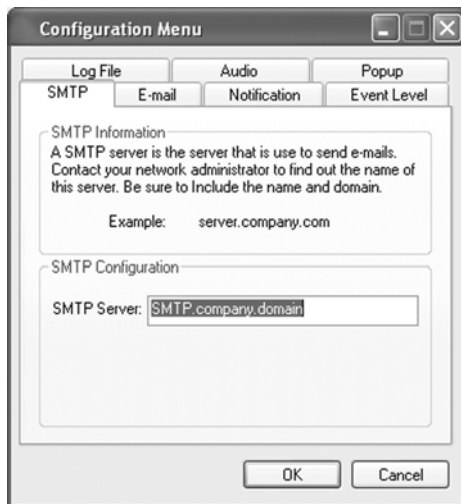 Configuration Menu
Log File Audio Popup
SMTP E-mail Notification Event Level
SMTP Information
A SMTP server is the server that is use to
send e-mails.
Contact your network administrator to find out the name of
this server. Be sure to Include the name and domain.
Example: server.company.com
SMTP Configuration
SMTP Server: SMTP.company.domain
OK Cancel